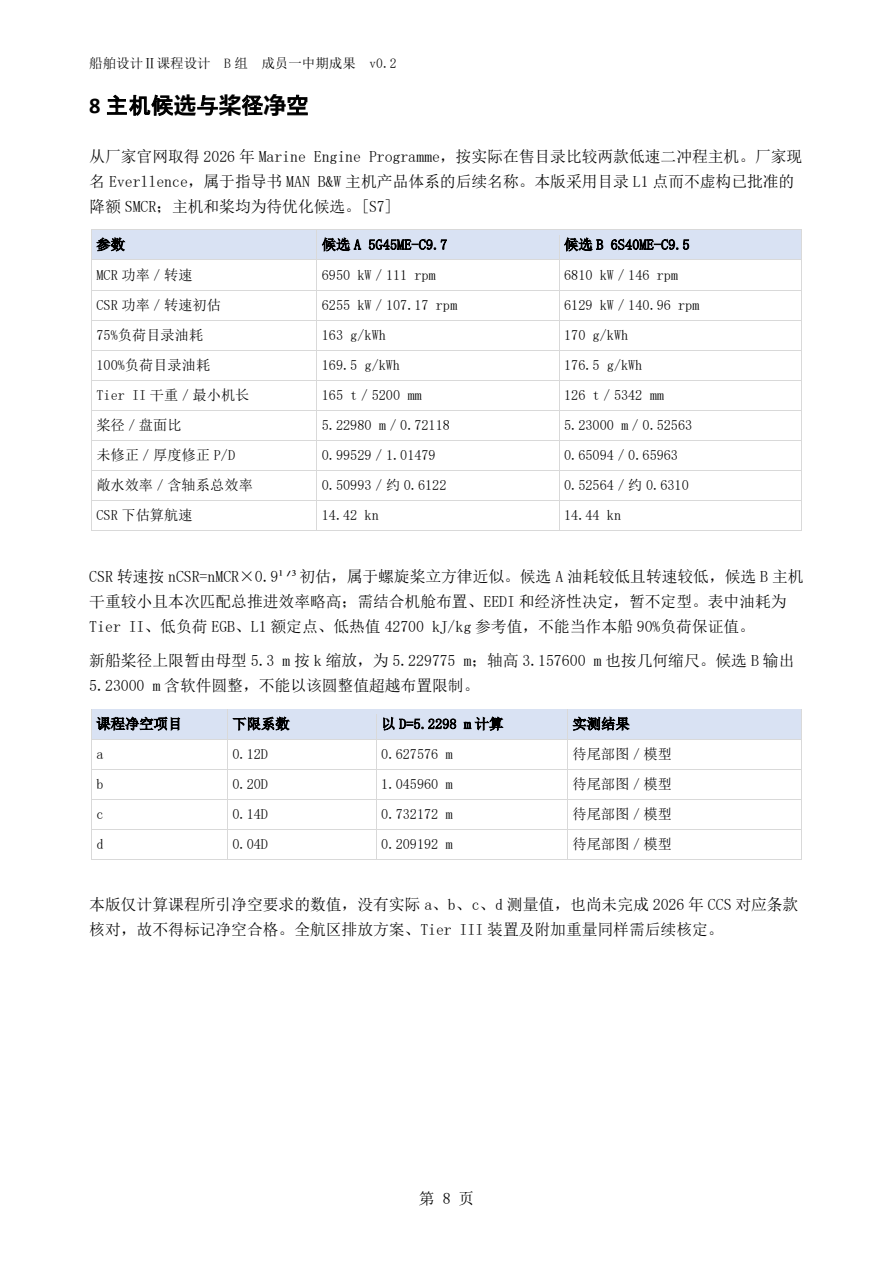 船舶设计Ⅱ课程设计 B 组 成员一中期成果 v0.2
8 主机候选与桨径净空
从厂家官网取得 2026 年 Marine Engine Programme，按实际在售目录比较两款低速二冲程主机。厂家现
名 Everllence，属于指导书 MAN B&W 主机产品体系的后续名称。本版采用目录 L1 点而不虚构已批准的
降额 SMCR；主机和桨均为待优化候选。[S7]
参数 候选 A 5G45ME-C9.7 候选 B 6S40ME-C9.5
MCR 功率 / 转速 6950 kW / 111 rpm 6810 kW / 146 rpm
CSR 功率 / 转速初估 6255 kW / 107.17 rpm 6129 kW / 140.96 rpm
75%负荷目录油耗 163 g/kWh 170 g/kWh
100%负荷目录油耗 169.5 g/kWh 176.5 g/kWh
Tier II 干重 / 最小机长 165 t / 5200 mm 126 t / 5342 mm
桨径 / 盘面比 5.22980 m / 0.72118 5.23000 m / 0.52563
未修正 / 厚度修正 P/D 0.99529 / 1.01479 0.65094 / 0.65963
敞水效率 / 含轴系总效率 0.50993 / 约 0.6122 0.52564 / 约 0.6310
CSR 下估算航速 14.42 kn 14.44 kn
CSR 转速按 nCSR=nMCR×0.9¹ᐟ³ 初估，属于螺旋桨立方律近似。候选 A 油耗较低且转速较低，候选 B 主机
干重较小且本次匹配总推进效率略高；需结合机舱布置、EEDI 和经济性决定，暂不定型。表中油耗为
Tier II、低负荷 EGB、L1 额定点、低热值 42700 kJ/kg 参考值，不能当作本船 90%负荷保证值。
新船桨径上限暂由母型 5.3 m 按 k 缩放，为 5.229775 m；轴高 3.157600 m 也按几何缩尺。候选 B 输出
5.23000 m 含软件圆整，不能以该圆整值超越布置限制。
课程净空项目 下限系数 以 D=5.2298 m 计算 实测结果
a 0.12D 0.627576 m 待尾部图 / 模型
b 0.20D 1.045960 m 待尾部图 / 模型
c 0.14D 0.732172 m 待尾部图 / 模型
d 0.04D 0.209192 m 待尾部图 / 模型
本版仅计算课程所引净空要求的数值，没有实际 a、b、c、d 测量值，也尚未完成 2026 年 CCS 对应条款
核对，故不得标记净空合格。全航区排放方案、Tier III 装置及附加重量同样需后续核定。
第 8 页